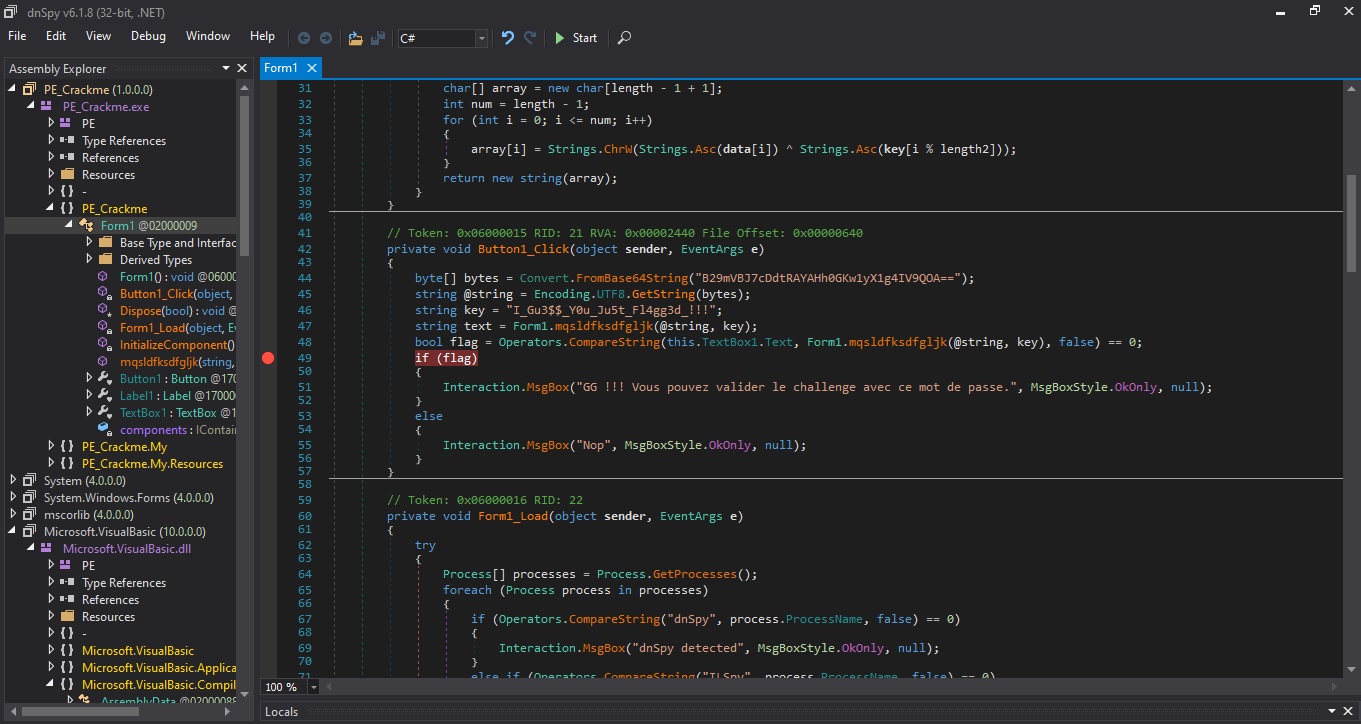 dnSpy v6.1.8 (32-bit, .NET)
File Edit View Debug Window Help C# Start
Assembly Explorer
PE_Crackme (1.0.0.0)
PE_Crackme.exe
PE
Type References
References
Resources
{ } -
{ } PE_Crackme
Form1 @02000009
Base Type and Interfac
Derived Types
Form1() : void @0600
Button1_Click(object,
Dispose(bool) : void @
Form1_Load(object, E
InitializeComponent()
mqsldfksdfgljk(string,
Button1 : Button @170
Label1 : Label @17000
TextBox1 : TextBox @1
components : IContai
{ } PE_Crackme.My
{ } PE_Crackme.My.Resources
System (4.0.0.0)
System.Windows.Forms (4.0.0.0)
mscorlib (4.0.0.0)
Microsoft.VisualBasic (10.0.0.0)
Microsoft.VisualBasic.dll
PE
Type References
References
Resources
{ } -
{ } Microsoft.VisualBasic
{ } Microsoft.VisualBasic.Applica
{ } Microsoft.VisualBasic.Compil
AssemblyData @02000088
Form1
31 char[] array = new char[length - 1 + 1];
32 int num = length - 1;
33 for (int i = 0; i <= num; i++)
34 {
35 array[i] = Strings.ChrW(Strings.Asc(data[i]) ^ Strings.Asc(key[i % length2]));
36 }
37 return new string(array);
38 }
39 }
40
41 // Token: 0x06000015 RID: 21 RVA: 0x00002440 File Offset: 0x00000640
42 private void Button1_Click(object sender, EventArgs e)
43 {
44 byte[] bytes = Convert.FromBase64String("B29mVBJ7cDdtRAYAHh0GKw1yX1g4IV9QOA==");
45 string @string = Encoding.UTF8.GetString(bytes);
46 string key = "I_Gu3$$_Y0u_Ju5t_Fl4gg3d_!!!";
47 string text = Form1.mqsldfksdfgljk(@string, key);
48 bool flag = Operators.CompareString(this.TextBox1.Text, Form1.mqsldfksdfgljk(@string, key), false) == 0;
49 if (flag)
50 {
51 Interaction.MsgBox("GG !!! Vous pouvez valider le challenge avec ce mot de passe.", MsgBoxStyle.OkOnly, null);
52 }
53 else
54 {
55 Interaction.MsgBox("Nop", MsgBoxStyle.OkOnly, null);
56 }
57 }
58
59 // Token: 0x06000016 RID: 22
60 private void Form1_Load(object sender, EventArgs e)
61 {
62 try
63 {
64 Process[] processes = Process.GetProcesses();
65 foreach (Process process in processes)
66 {
67 if (Operators.CompareString("dnSpy", process.ProcessName, false) == 0)
68 {
69 Interaction.MsgBox("dnSpy detected", MsgBoxStyle.OkOnly, null);
70 }
71 else if (Operators.CompareString("ILSpy", process.ProcessName, false) == 0)
100 %
Locals